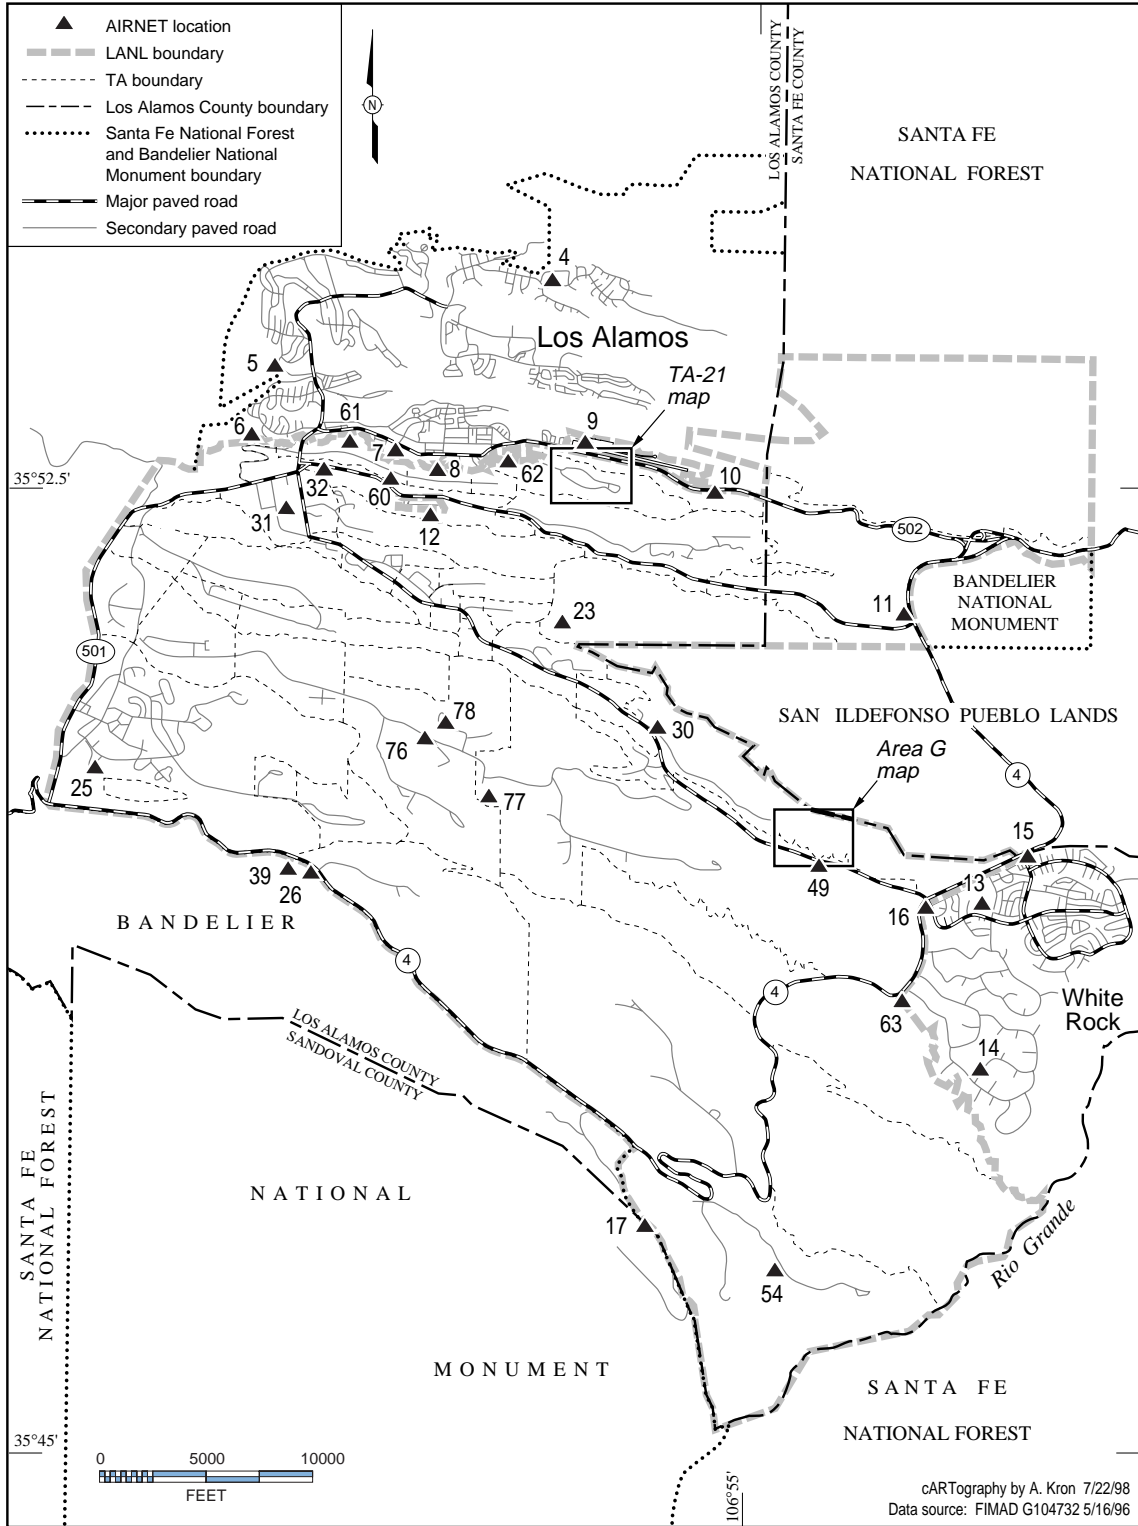 AIRNET location
LANL boundary
TA boundary
Los Alamos County boundary
Santa Fe National Forest
and Bandelier National
Monument boundary
Major paved road
Secondary paved road
N
LOS ALAMOS COUNTY
SANTA FE COUNTY
SANTA FE
NATIONAL FOREST
4
Los Alamos
5
TA-21
map
6
61
7
9
8
62
10
35°52.5'
32
60
31
12
502
BANDELIER
NATIONAL
MONUMENT
11
23
501
78
76
30
SAN ILDEFONSO PUEBLO LANDS
Area G
map
4
25
77
15
39
26
49
13
16
BANDELIER
4
4
White
Rock
63
14
LOS ALAMOS COUNTY
SANDOVAL COUNTY
SANTA FE
NATIONAL FOREST
NATIONAL
17
54
Rio Grande
MONUMENT
SANTA FE
NATIONAL FOREST
35°45'
0 5000 10000
FEET
106°55'
cARTography by A. Kron 7/22/98
Data source: FIMAD G104732 5/16/96